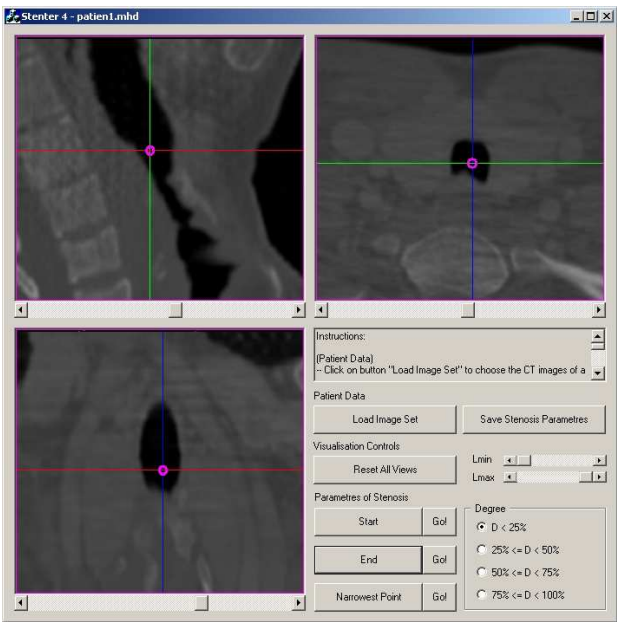 Stenter 4 - patien1.mhd
Instructions:
(Patient Data)
-- Click on button "Load Image Set" to choose the CT images of a
Patient Data
Load Image Set
Save Stenosis Parametres
Visualisation Controls
Reset All Views
Lmin
Lmax
Parametres of Stenosis
Start
Go!
End
Go!
Narrowest Point
Go!
Degree
D < 25%
25% <= D < 50%
50% <= D < 75%
75% <= D < 100%